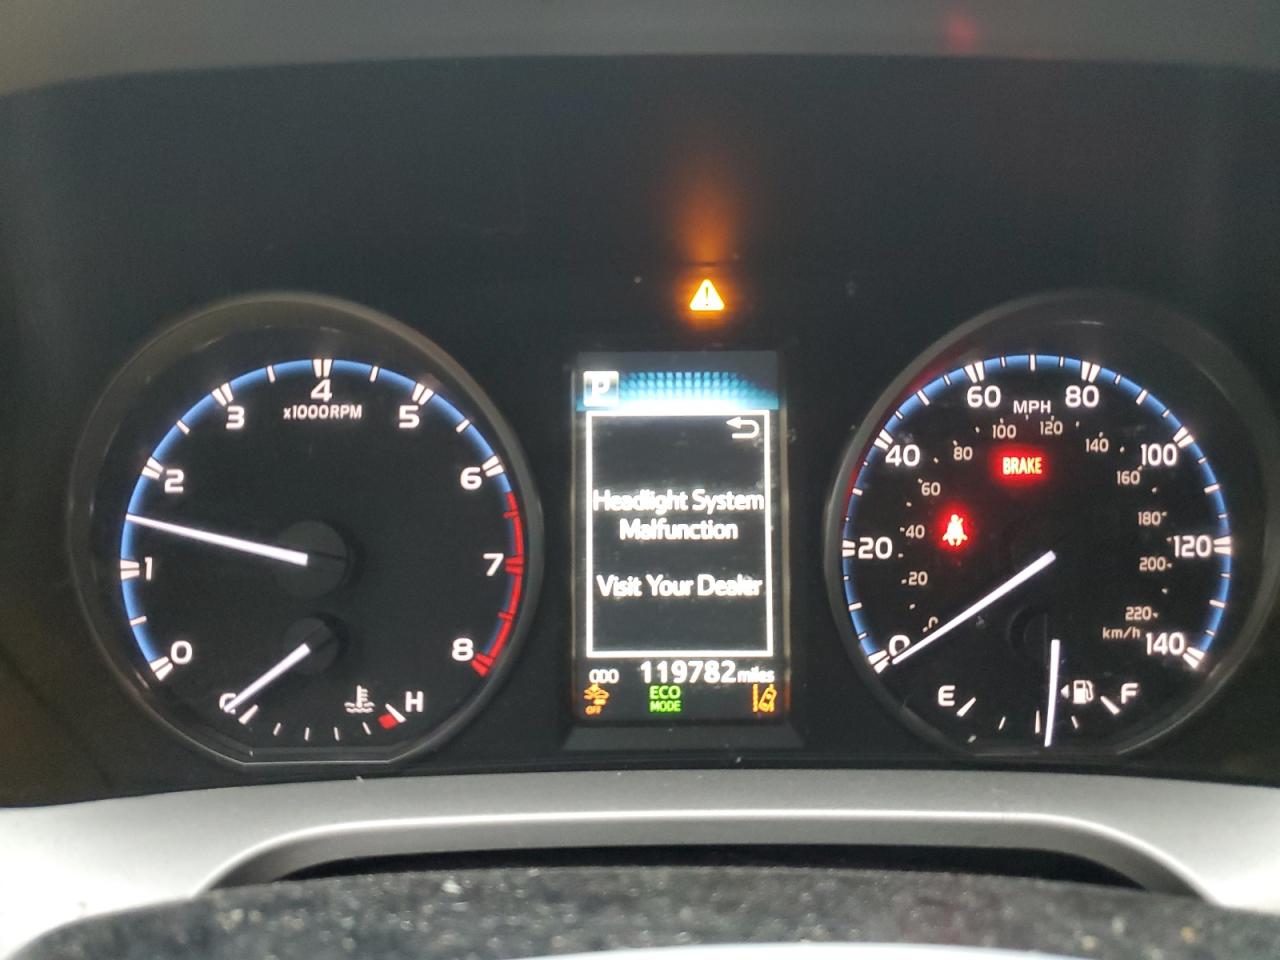 4
3
5
x1000RPM
2
6
1
7
0
8
C
H
P
Headlight System
Malfunction
Visit Your Dealer
ODO 119782 miles
OFF
ECO
MODE
60
MPH
80
100
120
40
80
BRAKE
140
100
60
160
20
40
180
120
20
200
0
0
220
km/h
140
E
F